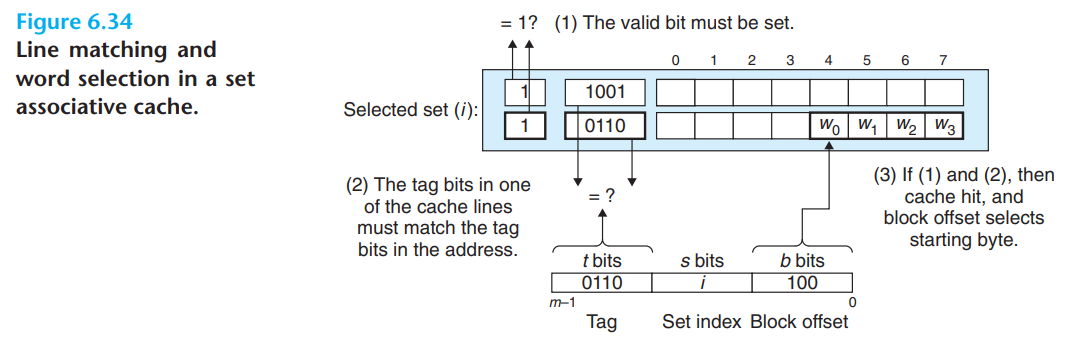 Figure 6.34
Line matching and
word selection in a set
associative cache.
= 1? (1) The valid bit must be set.
0 1 2 3 4 5 6 7
Selected set (i):
1 1001
1 0110 w0 w1 w2 w3
(2) The tag bits in one
of the cache lines
must match the tag
bits in the address.
= ?
(3) If (1) and (2), then
cache hit, and
block offset selects
starting byte.
t bits s bits b bits
0110 i 100
m–1 0
Tag Set index Block offset